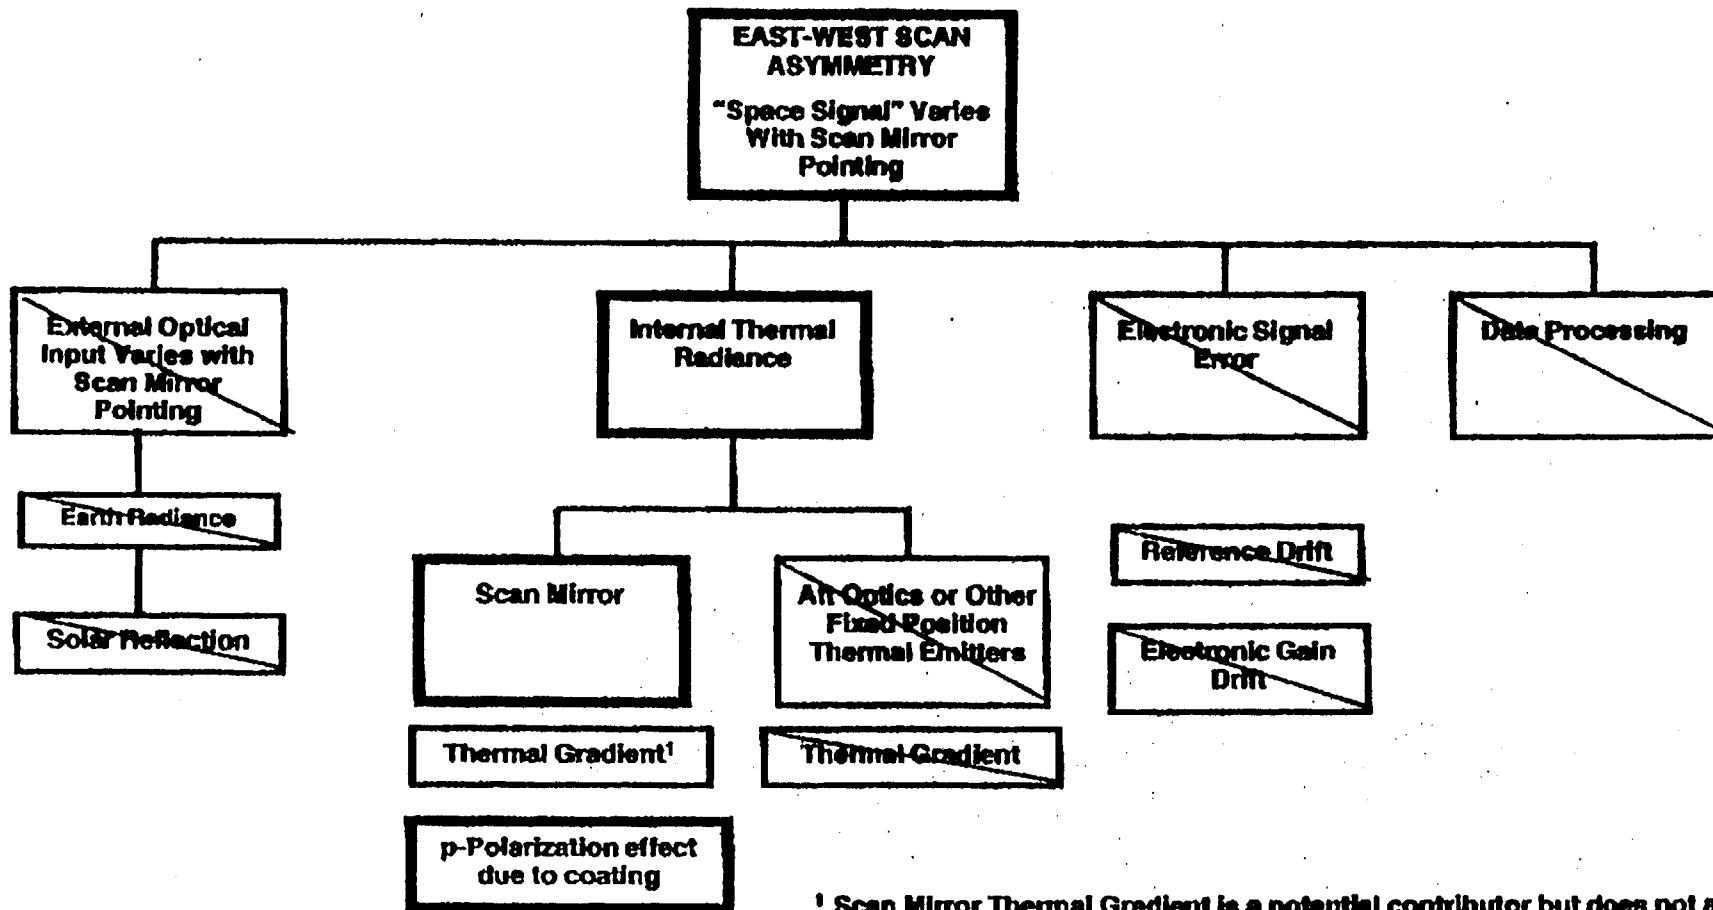 EAST-WEST SCAN
ASYMMETRY
"Space Signal" Varies
With Scan Mirror
Pointing
External Optical
Input Varies with
Scan Mirror
Pointing
Internal Thermal
Radiance
Electronic Signal
Error
Data Processing
Earth Radiance
Solar Reflection
Scan Mirror
Aft Optics or Other
Fixed Position
Thermal Emitters
Reference Drift
Electronic Gain
Drift
Thermal Gradient¹
Thermal Gradient
p-Polarization effect
due to coating
¹ Scan Mirror Thermal Gradient is a potential contributor but does not a